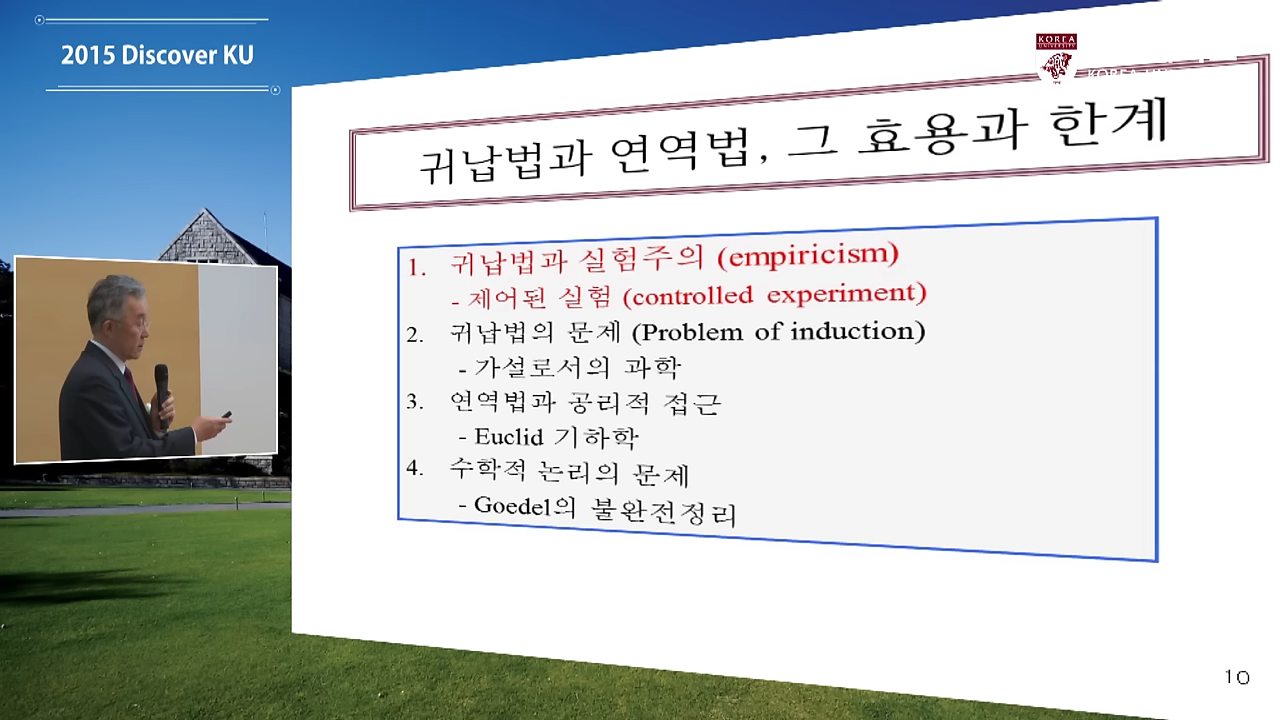 2015 Discover KU
KOREA
UNIVERSITY
귀납법과 연역법, 그 효용과 한계
1. 귀납법과 실험주의 (empiricism)
- 제어된 실험 (controlled experiment)
2. 귀납법의 문제 (Problem of induction)
- 가설로서의 과학
3. 연역법과 공리적 접근
- Euclid 기하학
4. 수학적 논리의 문제
- Goedel의 불완전정리
10